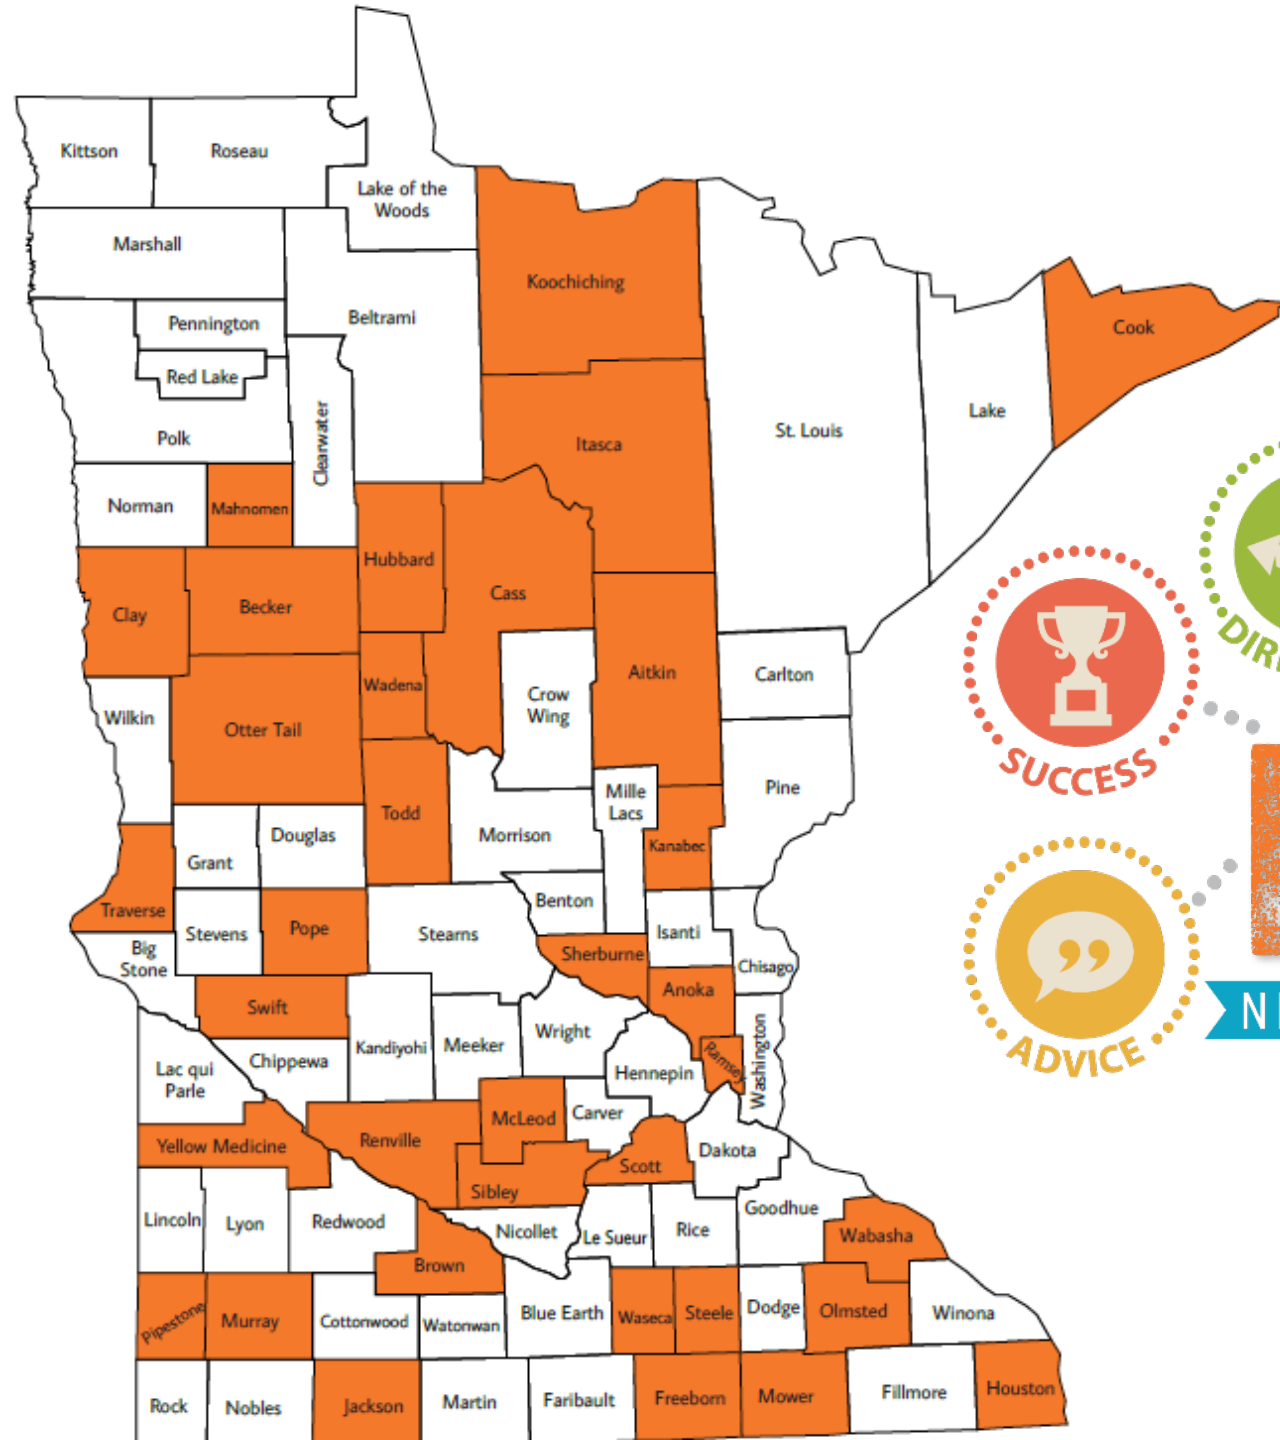 Kittson
Roseau
Lake of the
Woods
Marshall
Koochiching
Pennington
Beltrami
Cook
Red Lake
Clearwater
Polk
Itasca
St. Louis
Lake
Norman
Mahnomen
Hubbard
Cass
Clay
Becker
Aitkin
Carlton
Wadena
Crow
Wing
Wilkin
Otter Tail
SUCCESS
Mille
Lacs
Pine
Todd
Douglas
Morrison
Grant
Kanabec
Benton
Traverse
Stevens
Pope
Stearns
Isanti
Big
Stone
Sherburne
Chisago
Anoka
Swift
Wright
Washington
Kandiyohi
Meeker
Chippewa
Ramsey
Hennepin
Lac qui
Parle
ADVICE
McLeod
Carver
Yellow Medicine
Renville
Scott
Dakota
Sibley
Lincoln
Lyon
Redwood
Nicollet
Le Sueur
Rice
Goodhue
Wabasha
Brown
Pipestone
Murray
Cottonwood
Watonwan
Blue Earth
Waseca
Steele
Dodge
Olmsted
Winona
Rock
Nobles
Jackson
Martin
Faribault
Freeborn
Mower
Fillmore
Houston